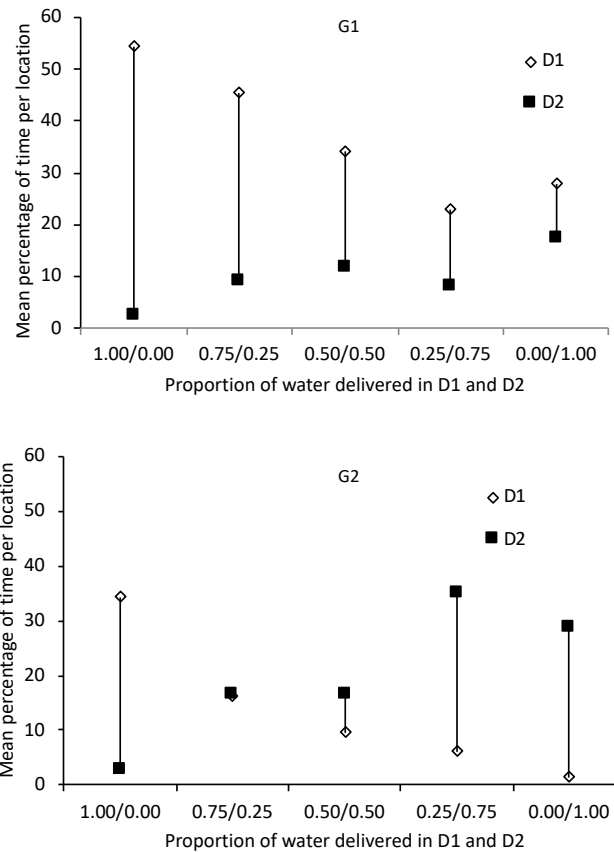 G1
D1
D2
Mean percentage of time per location
60
50
40
30
20
10
0
1.00/0.00 0.75/0.25 0.50/0.50 0.25/0.75 0.00/1.00
Proportion of water delivered in D1 and D2
G2
D1
D2
Mean percentage of time per location
60
50
40
30
20
10
0
1.00/0.00 0.75/0.25 0.50/0.50 0.25/0.75 0.00/1.00
Proportion of water delivered in D1 and D2